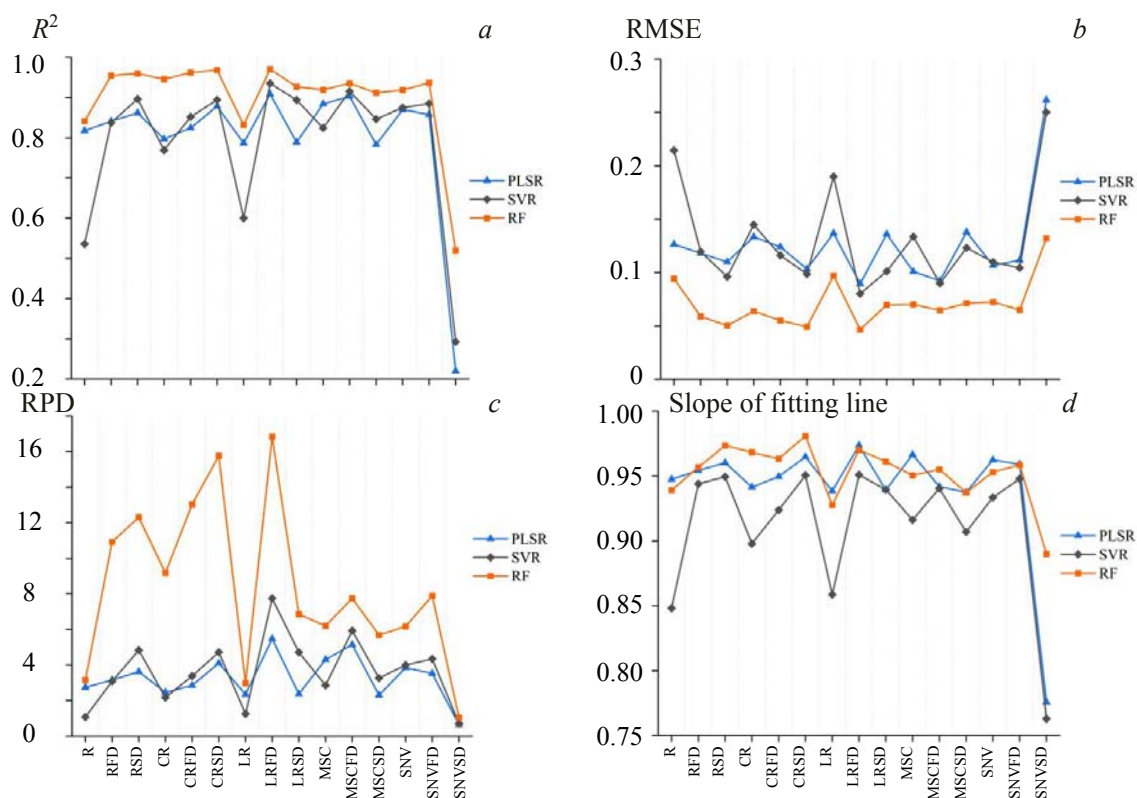 R² a
1.0
0.8
0.6
0.4
0.2
PLSR
SVR
RF
RMSE b
0.3
0.2
0.1
0
PLSR
SVR
RF
RPD c
16
12
8
4
0
PLSR
SVR
RF
R RFD RSD CR CRFD CRSD LR LRFD LRSD MSC MSCFD MSCSD SNV SNVFD SNVSD
Slope of fitting line d
1.00
0.95
0.90
0.85
0.80
0.75
PLSR
SVR
RF
R RFD RSD CR CRFD CRSD LR LRFD LRSD MSC MSCFD MSCSD SNV SNVFD SNVSD